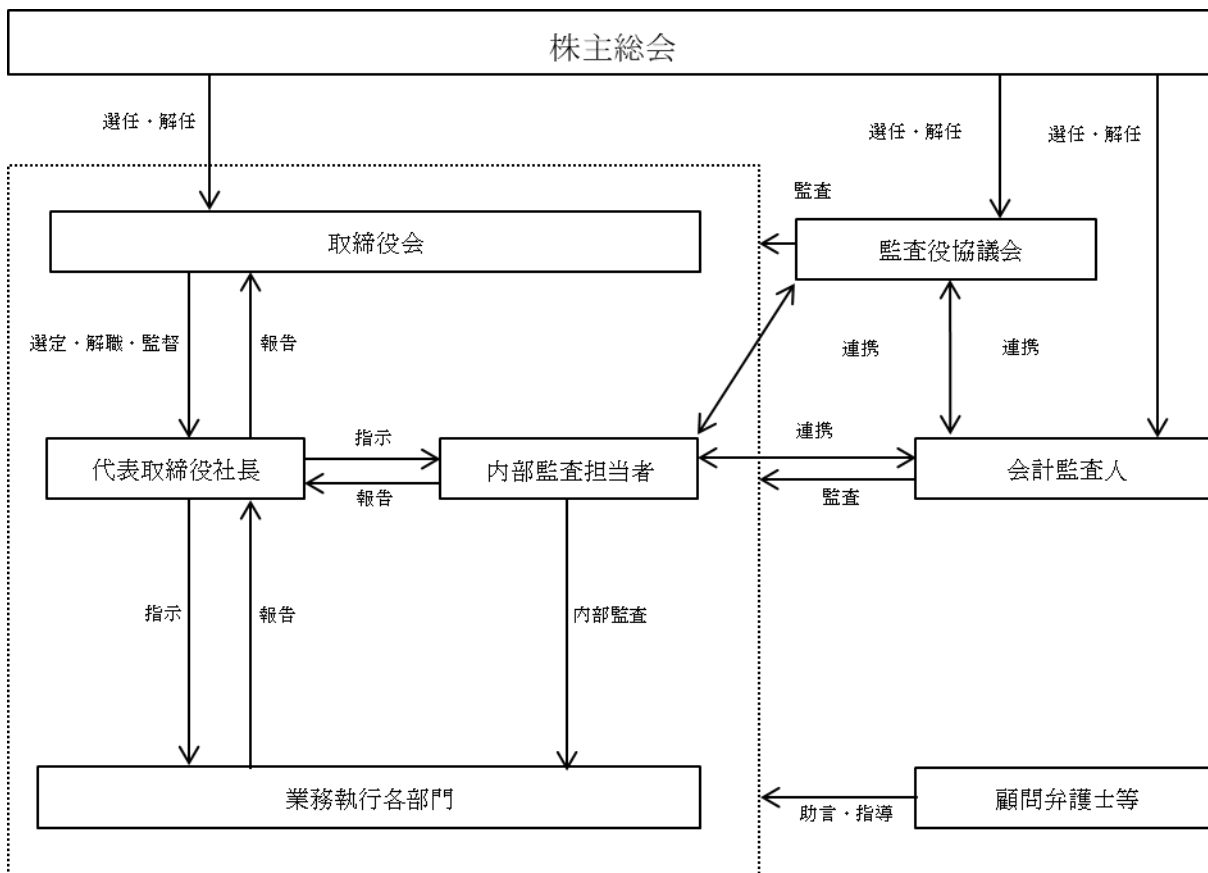 株主総会
選任・解任
選任・解任
選任・解任
監査
取締役会
監査役協議会
選定・解職・監督
報告
連携
連携
代表取締役社長
指示
報告
内部監査担当者
連携
監査
会計監査人
指示
報告
内部監査
業務執行各部門
助言・指導
顧問弁護士等